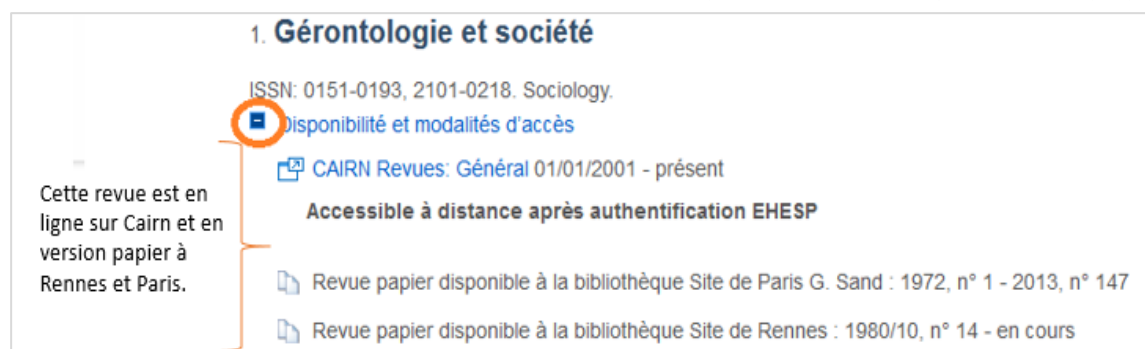 1. Gérontologie et société
ISSN: 0151-0193, 2101-0218. Sociology.
Disponibilité et modalités d'accès
CAIRN Revues: Général 01/01/2001 - présent
Accessible à distance après authentification EHESP
Cette revue est en
ligne sur Cairn et en
version papier à
Rennes et Paris.
Revue papier disponible à la bibliothèque Site de Paris G. Sand : 1972, n° 1 - 2013, n° 147
Revue papier disponible à la bibliothèque Site de Rennes : 1980/10, n° 14 - en cours